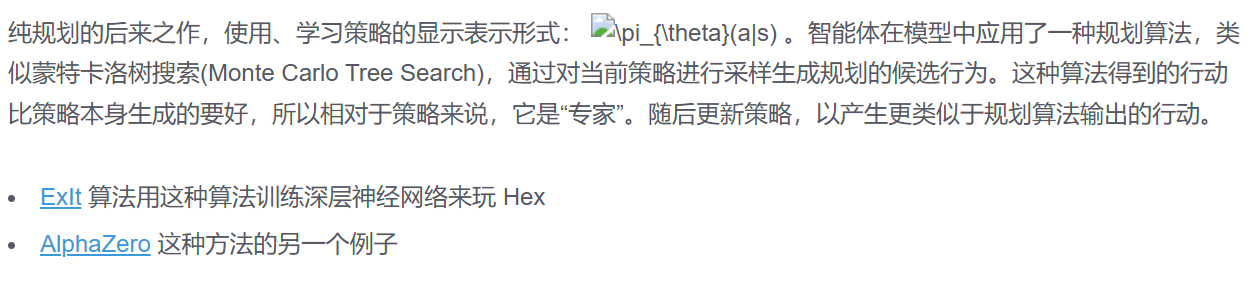 纯规划的后来之作，使用、学习策略的显示表示形式： \pi_{\theta}(a|s) 。智能体在模型中应用了一种规划算法，类
似蒙特卡洛树搜索(Monte Carlo Tree Search)，通过对当前策略进行采样生成规划的候选行为。这种算法得到的行动
比策略本身生成的要好，所以相对于策略来说，它是“专家”。随后更新策略，以产生更类似于规划算法输出的行动。
• ExIt 算法用这种算法训练深层神经网络来玩 Hex
• AlphaZero 这种方法的另一个例子